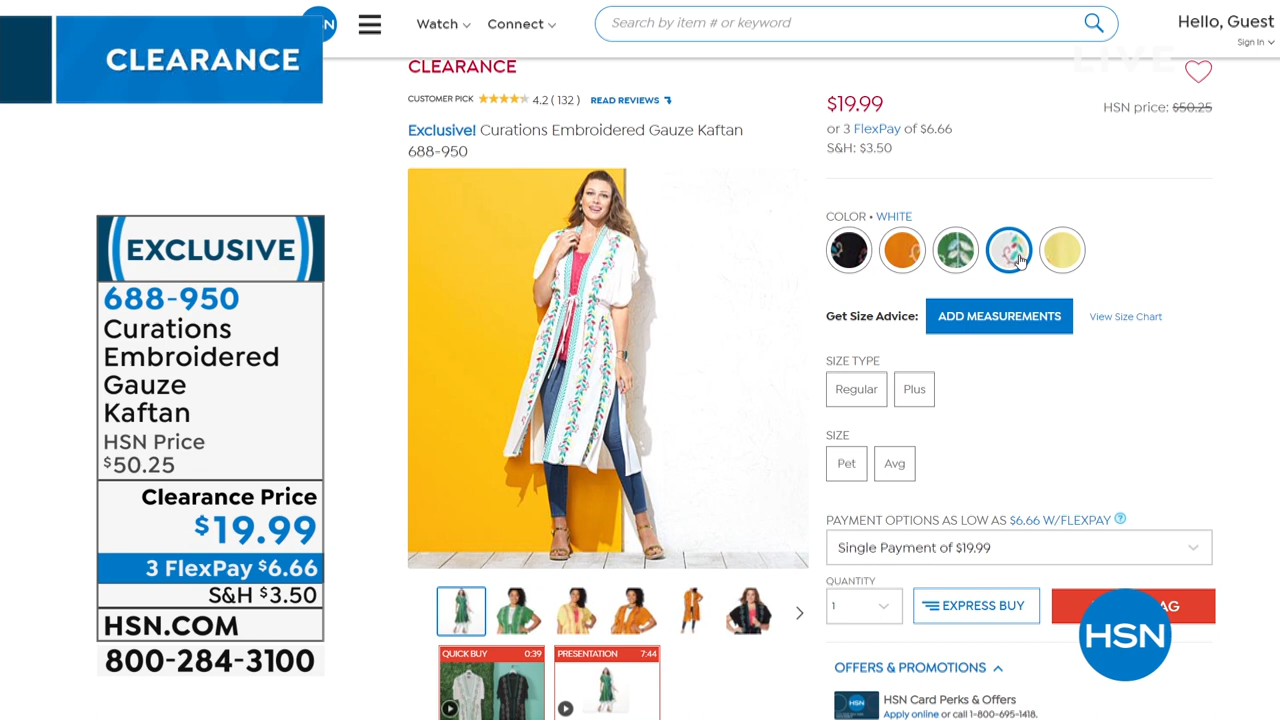 CLEARANCE
HSN
Watch
Connect
Search by item # or keyword
Hello, Guest
Sign In
LIVE
CLEARANCE
CUSTOMER PICK 4.2 ( 132 ) READ REVIEWS
Exclusive! Curations Embroidered Gauze Kaftan
688-950
$19.99
HSN price: $50.25
or 3 FlexPay of $6.66
S&H: $3.50
COLOR • WHITE
Get Size Advice: ADD MEASUREMENTS View Size Chart
SIZE TYPE
Regular Plus
SIZE
Pet Avg
PAYMENT OPTIONS AS LOW AS $6.66 W/FLEXPAY ?
Single Payment of $19.99
QUANTITY
1 EXPRESS BUY AG
HSN
OFFERS & PROMOTIONS
HSN
HSN Card Perks & Offers
Apply online or call 1-800-695-1418.
QUICK BUY 0:39
PRESENTATION 7:44
EXCLUSIVE
688-950
Curations
Embroidered
Gauze
Kaftan
HSN Price
$50.25
Clearance Price
$19.99
3 FlexPay $6.66
S&H $3.50
HSN.COM
800-284-3100